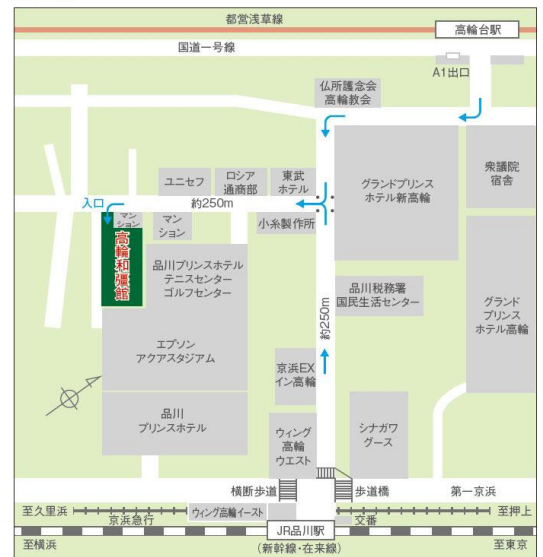 都営浅草線
高輪台駅
国道一号線
A1出口
仏所護念会
高輪教会
ユニセフ
ロシア
通商部
東武
ホテル
グランドプリンス
ホテル新高輪
衆議院
宿舎
入口
約250m
マン
ション
マン
ション
小糸製作所
高輪和彊館
品川プリンスホテル
テニスセンター
ゴルフセンター
品川税務署
国民生活センター
グランド
プリンス
ホテル高輪
約250m
エプソン
アクアスタジアム
京浜EX
イン高輪
品川
プリンスホテル
ウィング
高輪
ウエスト
シナガワ
グース
横断歩道
歩道橋
第一京浜
至久里浜
京浜急行
ウィング高輪イースト
交番
至押上
JR品川駅
至横浜
(新幹線・在来線)
至東京